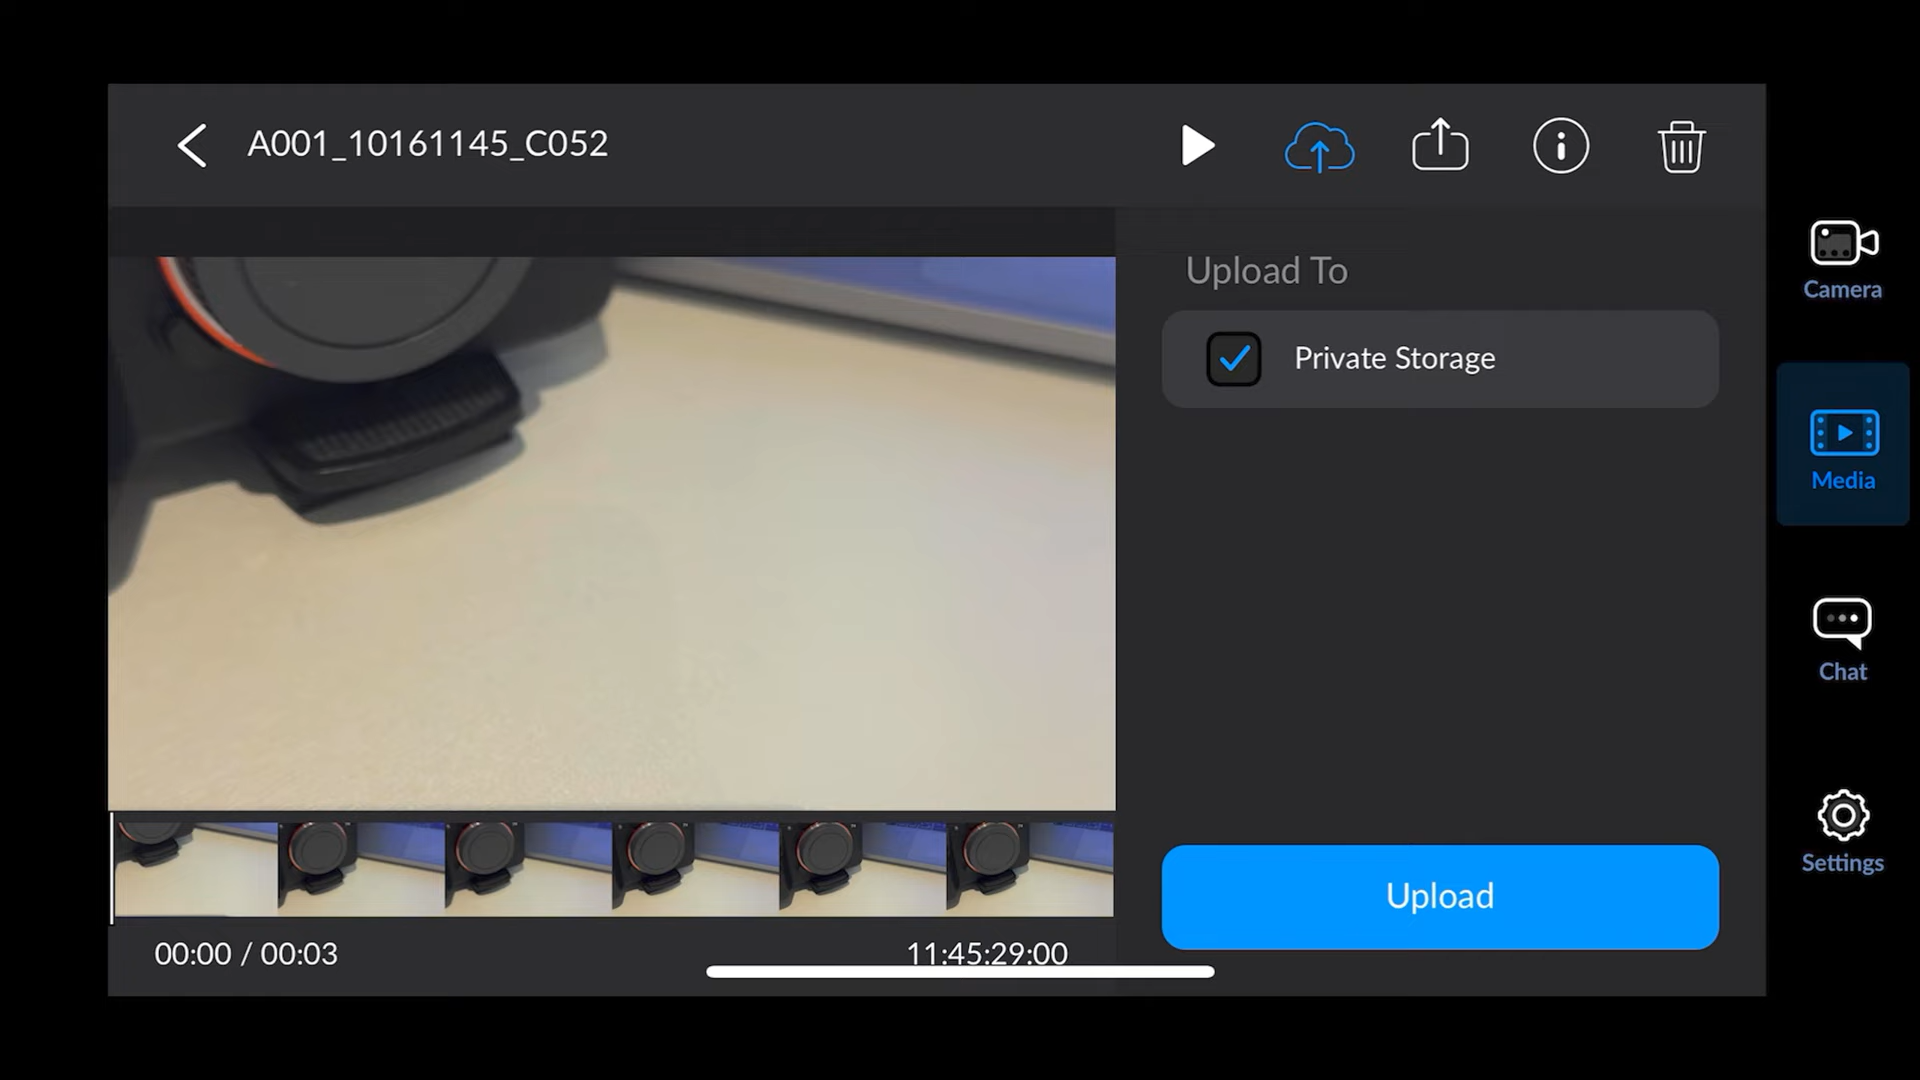 A001_10161145_C052
Upload To
Private Storage
Upload
00:00 / 00:03
11:45:29:00
Camera
Media
Chat
Settings